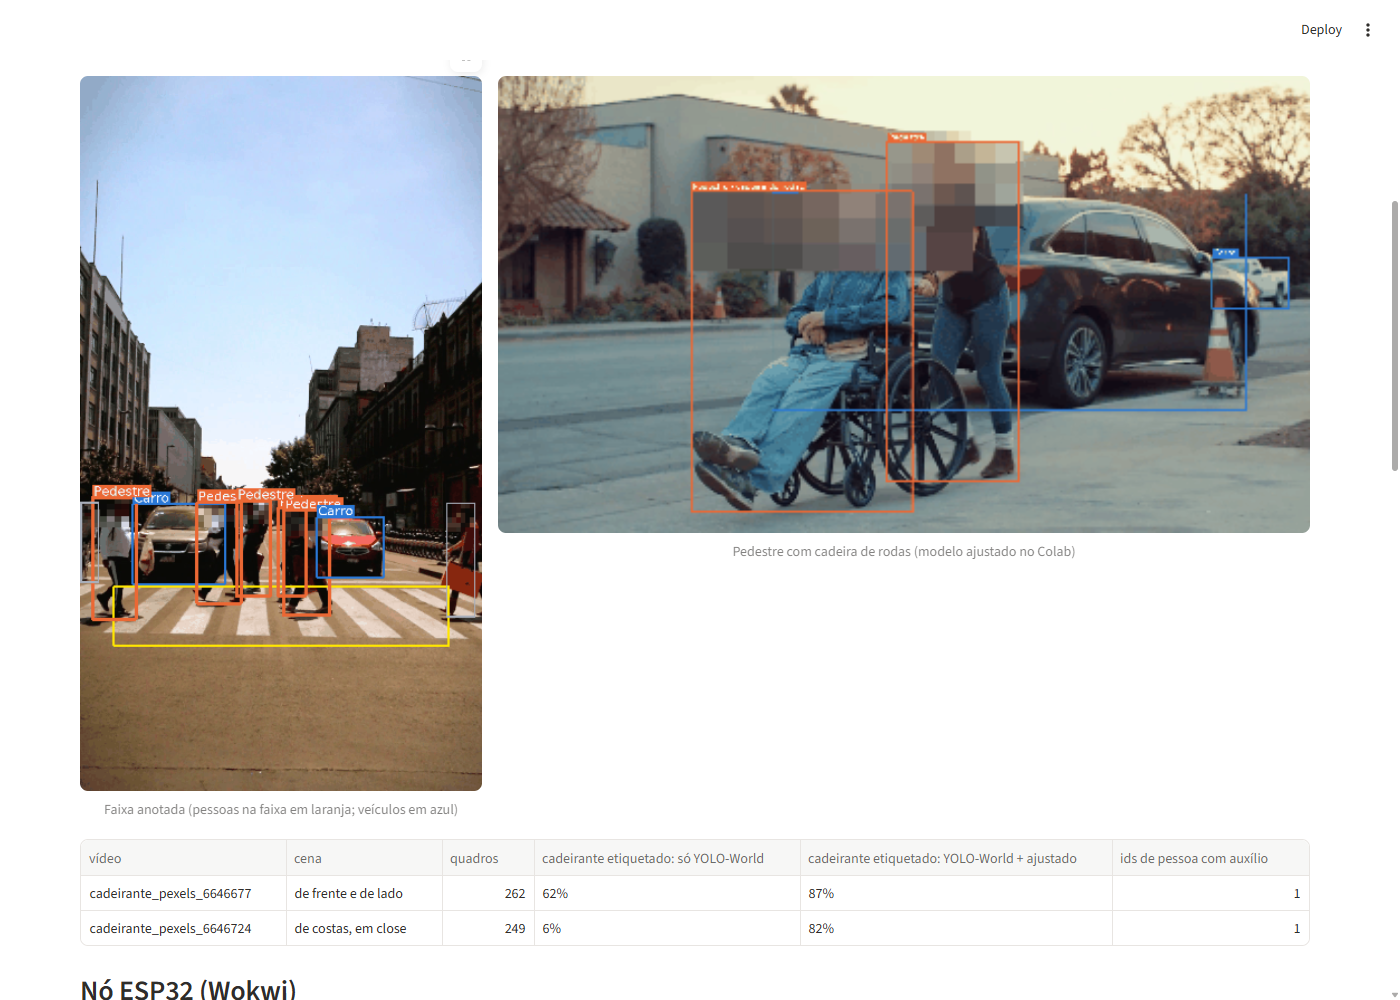 Deploy
Pedestre
Carro
Pedes
Pedestre
Pedestre
Carro
Pedestre com cadeira de rodas (modelo ajustado no Colab)
Faixa anotada (pessoas na faixa em laranja; veículos em azul)
vídeo cena quadros cadeirante etiquetado: só YOLO-World cadeirante etiquetado: YOLO-World + ajustado ids de pessoa com auxílio
cadeirante_pexels_6646677 de frente e de lado 262 62% 87% 1
cadeirante_pexels_6646724 de costas, em close 249 6% 82% 1
Nó ESP32 (Wokwi)